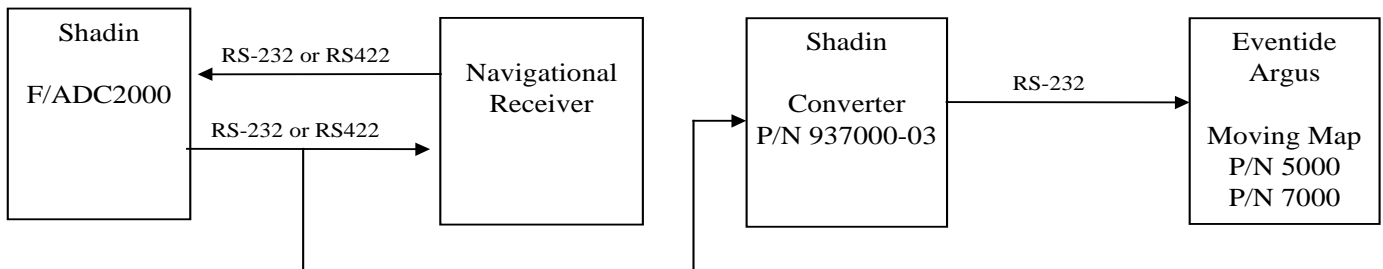 Shadin
F/ADC2000
RS-232 or RS422
RS-232 or RS422
Navigational
Receiver
Shadin
Converter
P/N 937000-03
RS-232
Eventide
Argus
Moving Map
P/N 5000
P/N 7000